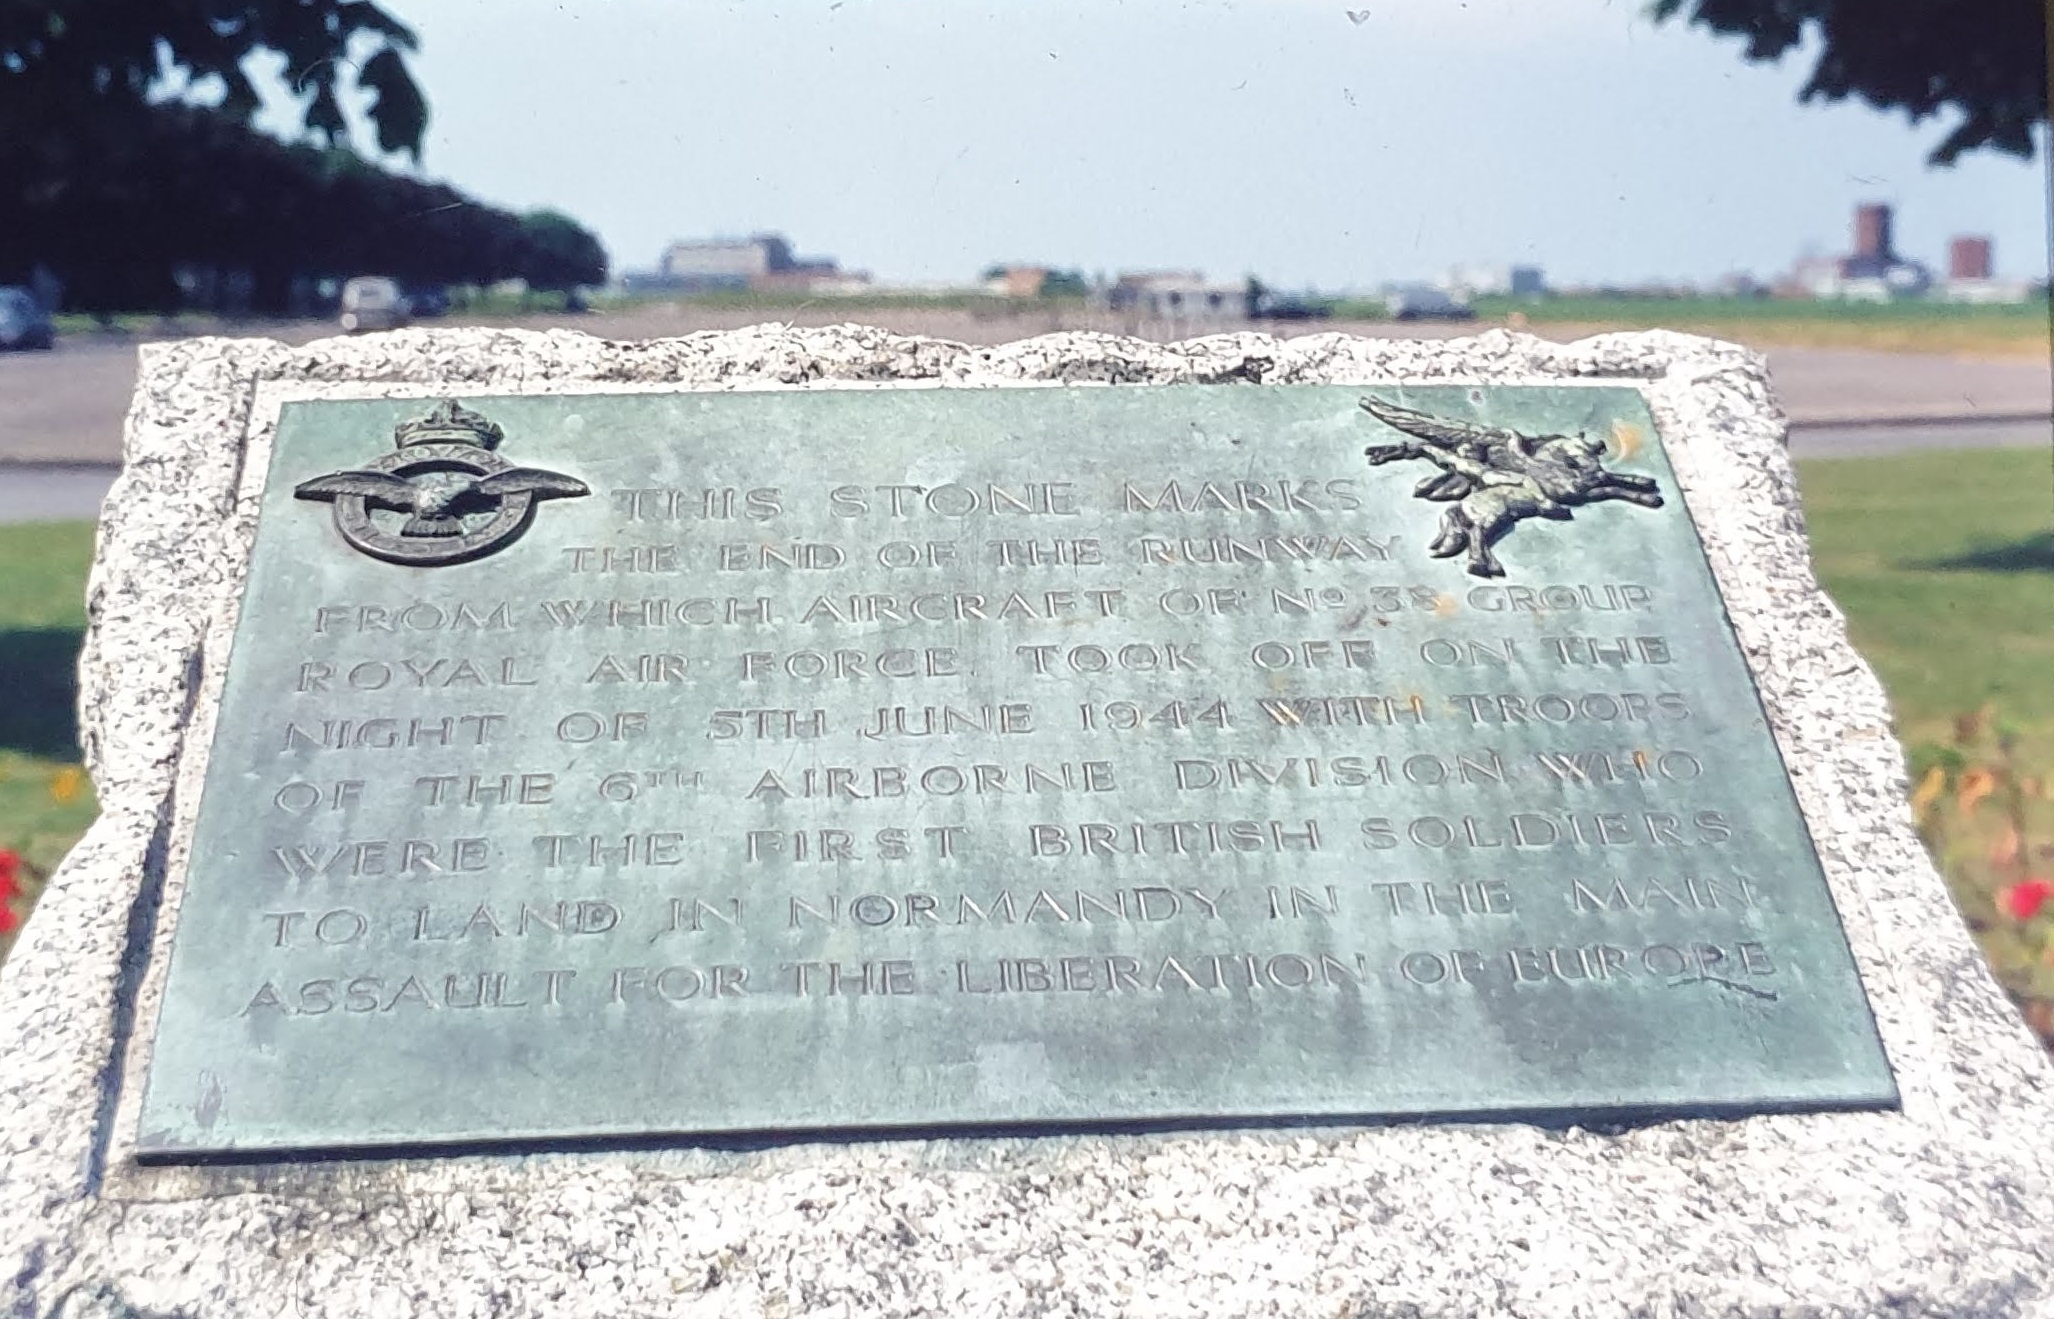 THIS STONE MARKS
THE END OF THE RUNWAY
FROM WHICH AIRCRAFT OF Nº 38 GROUP
ROYAL AIR FORCE TOOK OFF ON THE
NIGHT OF 5TH JUNE 1944 WITH TROOPS
OF THE 6TH AIRBORNE DIVISION WHO
WERE THE FIRST BRITISH SOLDIERS
TO LAND IN NORMANDY IN THE MAIN
ASSAULT FOR THE LIBERATION OF EUROPE